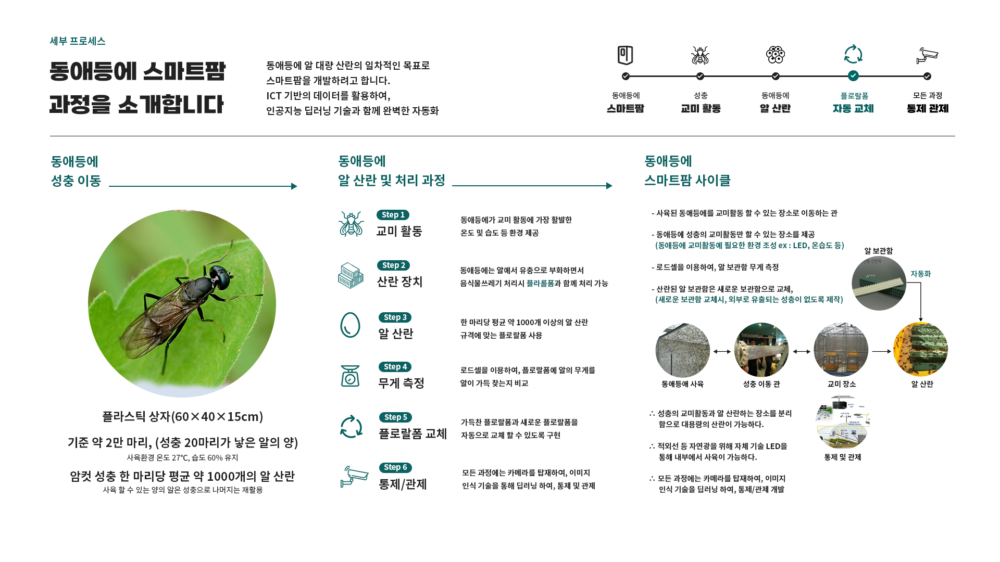 세부 프로세스
동애등에 스마트팜
과정을 소개합니다
동애등에 알 대량 산란의 일차적인 목표로
스마트팜을 개발하려고 합니다.
ICT 기반의 데이터를 활용하여,
인공지능 딥러닝 기술과 함께 완벽한 자동화
동애등에
스마트팜
성충
교미 활동
동애등에
알 산란
플로랄폼
자동 교체
모든 과정
통제 관제
동애등에
성충 이동
플라스틱 상자(60×40×15cm)
기준 약 2만 마리, (성충 20마리가 낳은 알의 양)
사육환경 온도 27℃, 습도 60% 유지
암컷 성충 한 마리당 평균 약 1000개의 알 산란
사육 할 수 있는 양의 알은 성충으로 나머지는 재활용
동애등에
알 산란 및 처리 과정
Step 1
교미 활동
동애등에가 교미 활동에 가장 활발한
온도 및 습도 등 환경 제공
Step 2
산란 장치
동애등에는 알에서 유충으로 부화하면서
음식물쓰레기 처리시 플라롤폼과 함께 처리 가능
Step 3
알 산란
한 마리당 평균 약 1000개 이상의 알 산란
규격에 맞는 플로랄폼 사용
Step 4
무게 측정
로드셀을 이용하여, 플로랄폼에 알의 무게를
알이 가득 찾는지 비교
Step 5
플로랄폼 교체
가득찬 플로랄폼과 새로운 플로랄폼을
자동으로 교체 할 수 있도록 구현
Step 6
통제/관제
모든 과정에는 카메라를 탑재하여, 이미지
인식 기술을 통해 딥러닝 하여, 통제 및 관제
동애등에
스마트팜 사이클
- 사육된 동애등에를 교미활동 할 수 있는 장소로 이동하는 관
- 동애등에 성충의 교미활동만 할 수 있는 장소를 제공
(동애등에 교미활동에 필요한 환경 조성 ex : LED, 온습도 등)
- 로드셀을 이용하여, 알 보관함 무게 측정
- 산란된 알 보관함은 새로운 보관함으로 교체,
(새로운 보관함 교체시, 외부로 유출되는 성충이 없도록 제작)
알 보관함
자동화
동애등애 사육
성충 이동 관
교미 장소
알 산란
통제 및 관제
∴ 성충의 교미활동과 알 산란하는 장소를 분리
함으로 대용량의 산란이 가능하다.
∴ 적외선 등 자연광을 위해 자체 기술 LED을
통해 내부에서 사육이 가능하다.
∴ 모든 과정에는 카메라를 탑재하여, 이미지
인식 기술을 딥러닝 하여, 통제/관제 개발